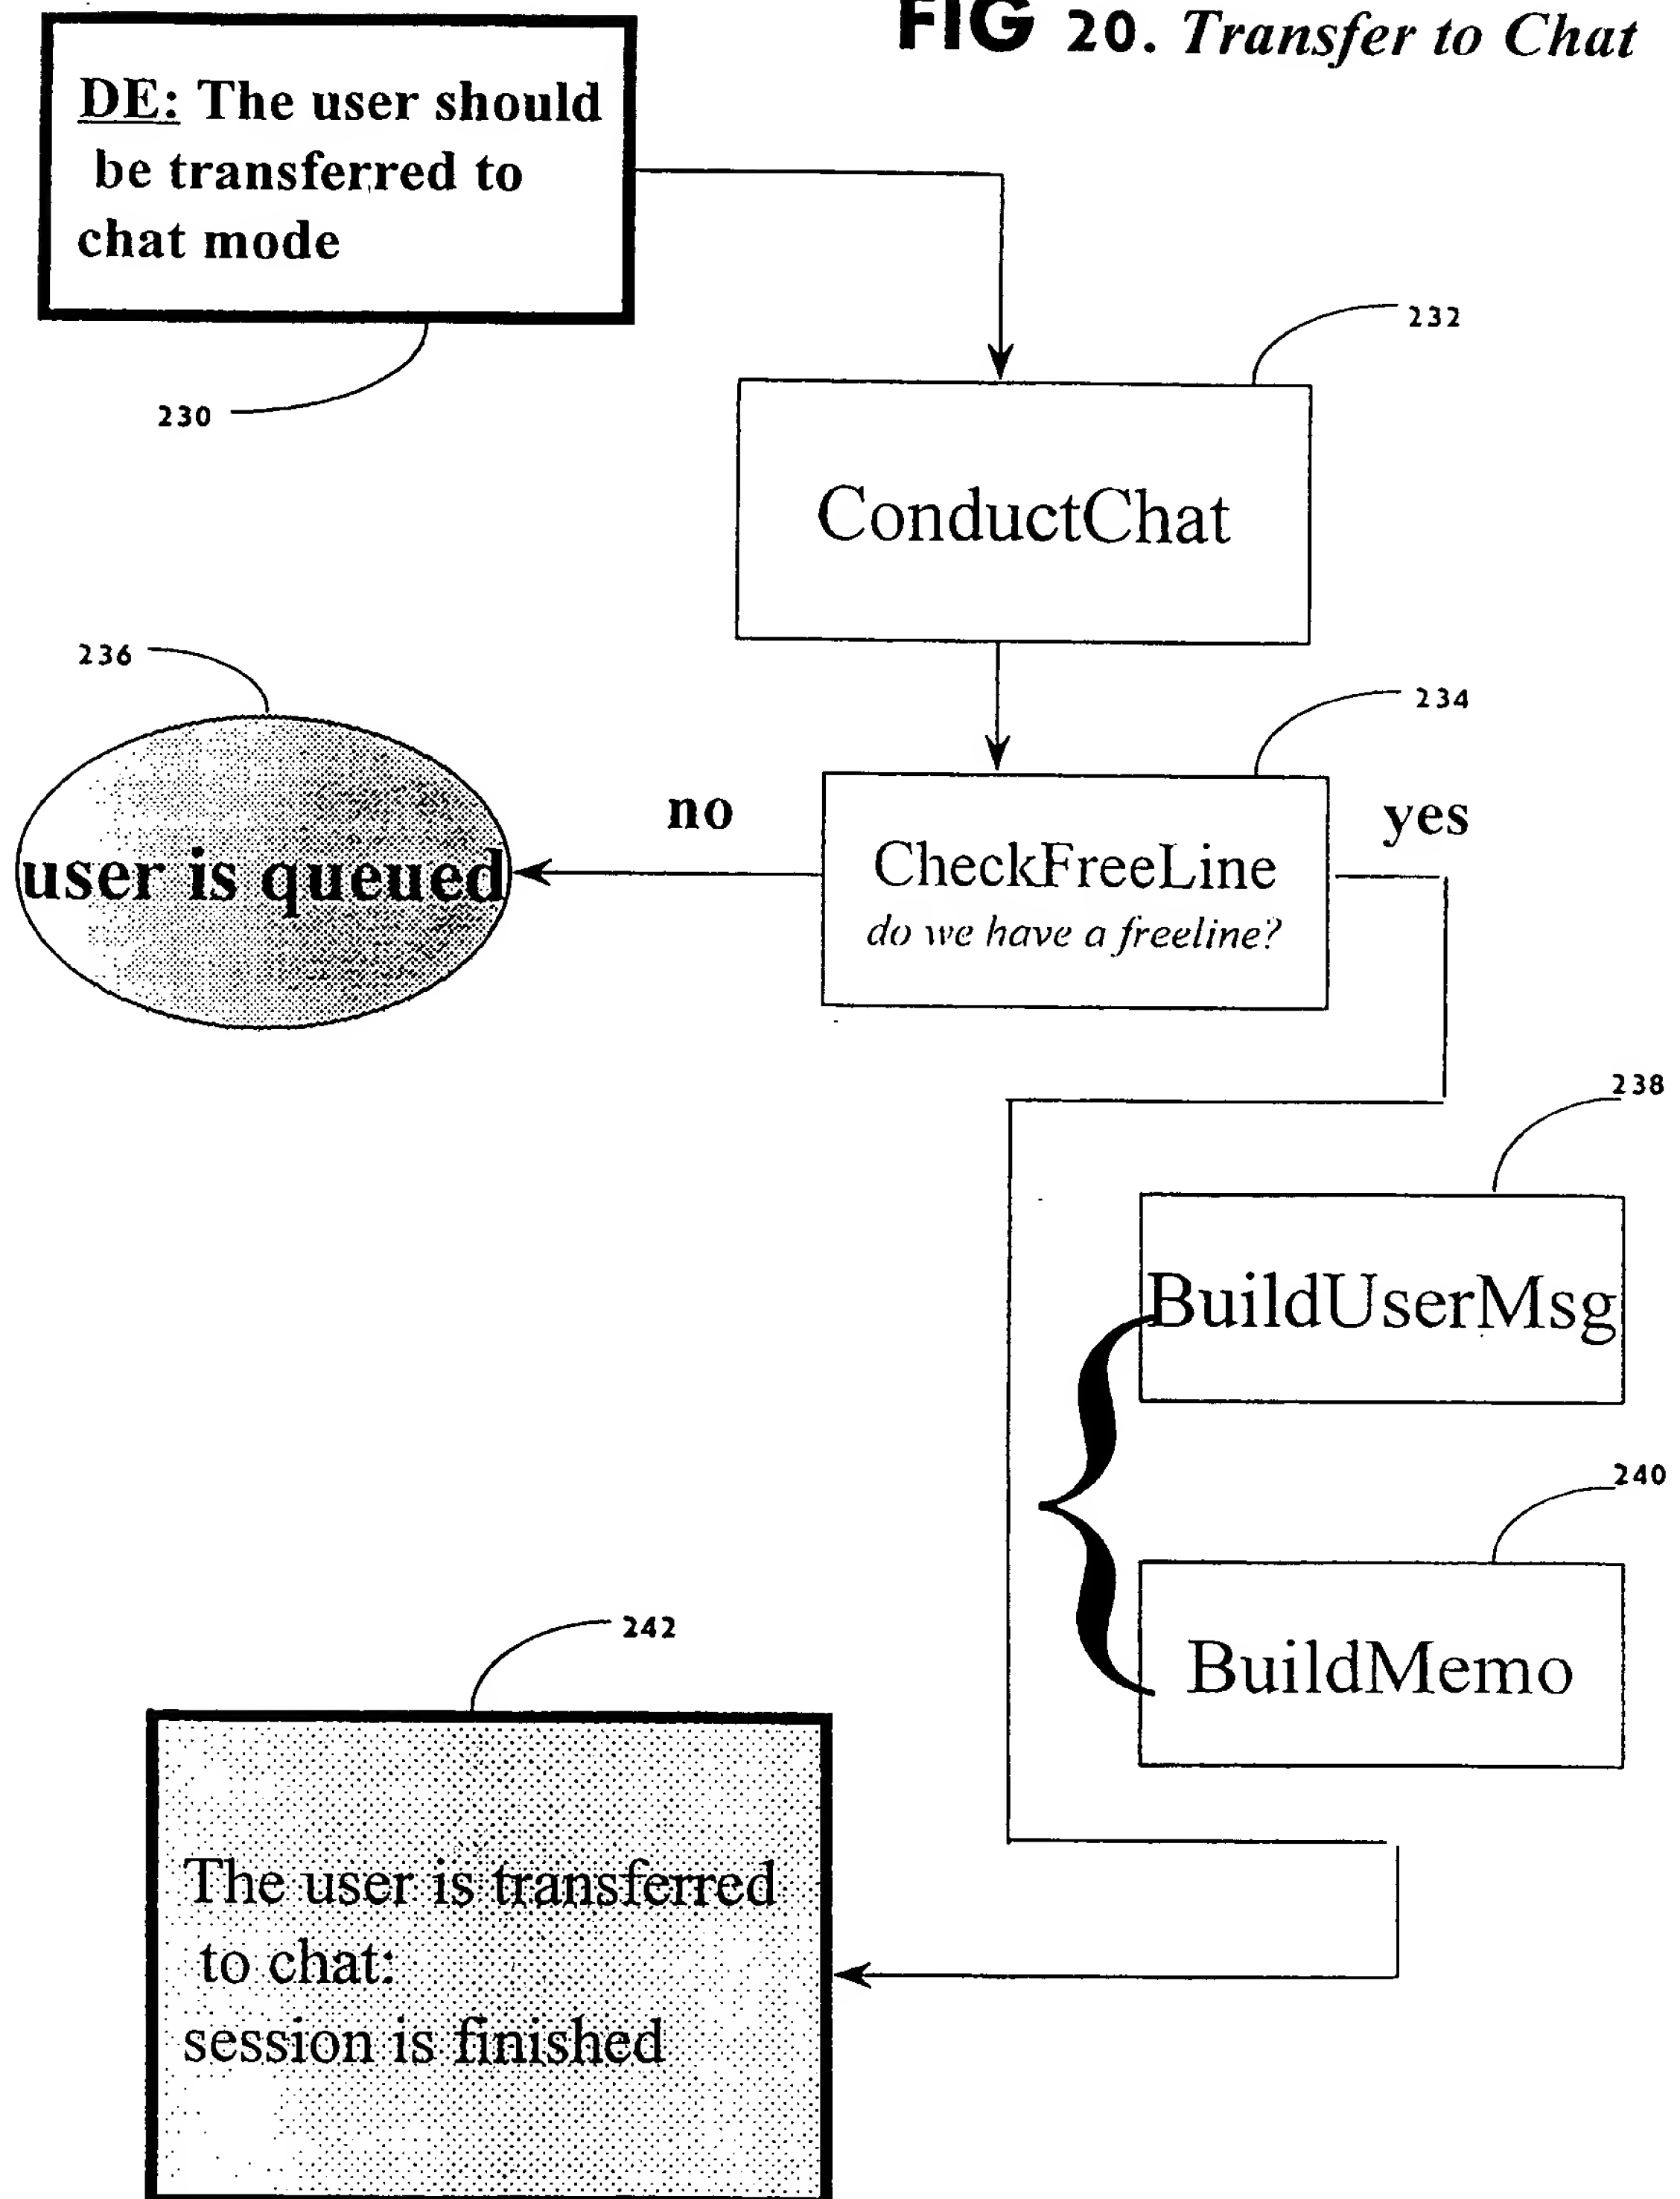 FIG 20. Transfer to Chat
DE: The user should
be transferred to
chat mode
230
232
ConductChat
236
234
user is queued
no
CheckFreeLine
do we have a freeline?
yes
238
BuildUserMsg
240
BuildMemo
242
The user is transferred
to chat:
session is finished